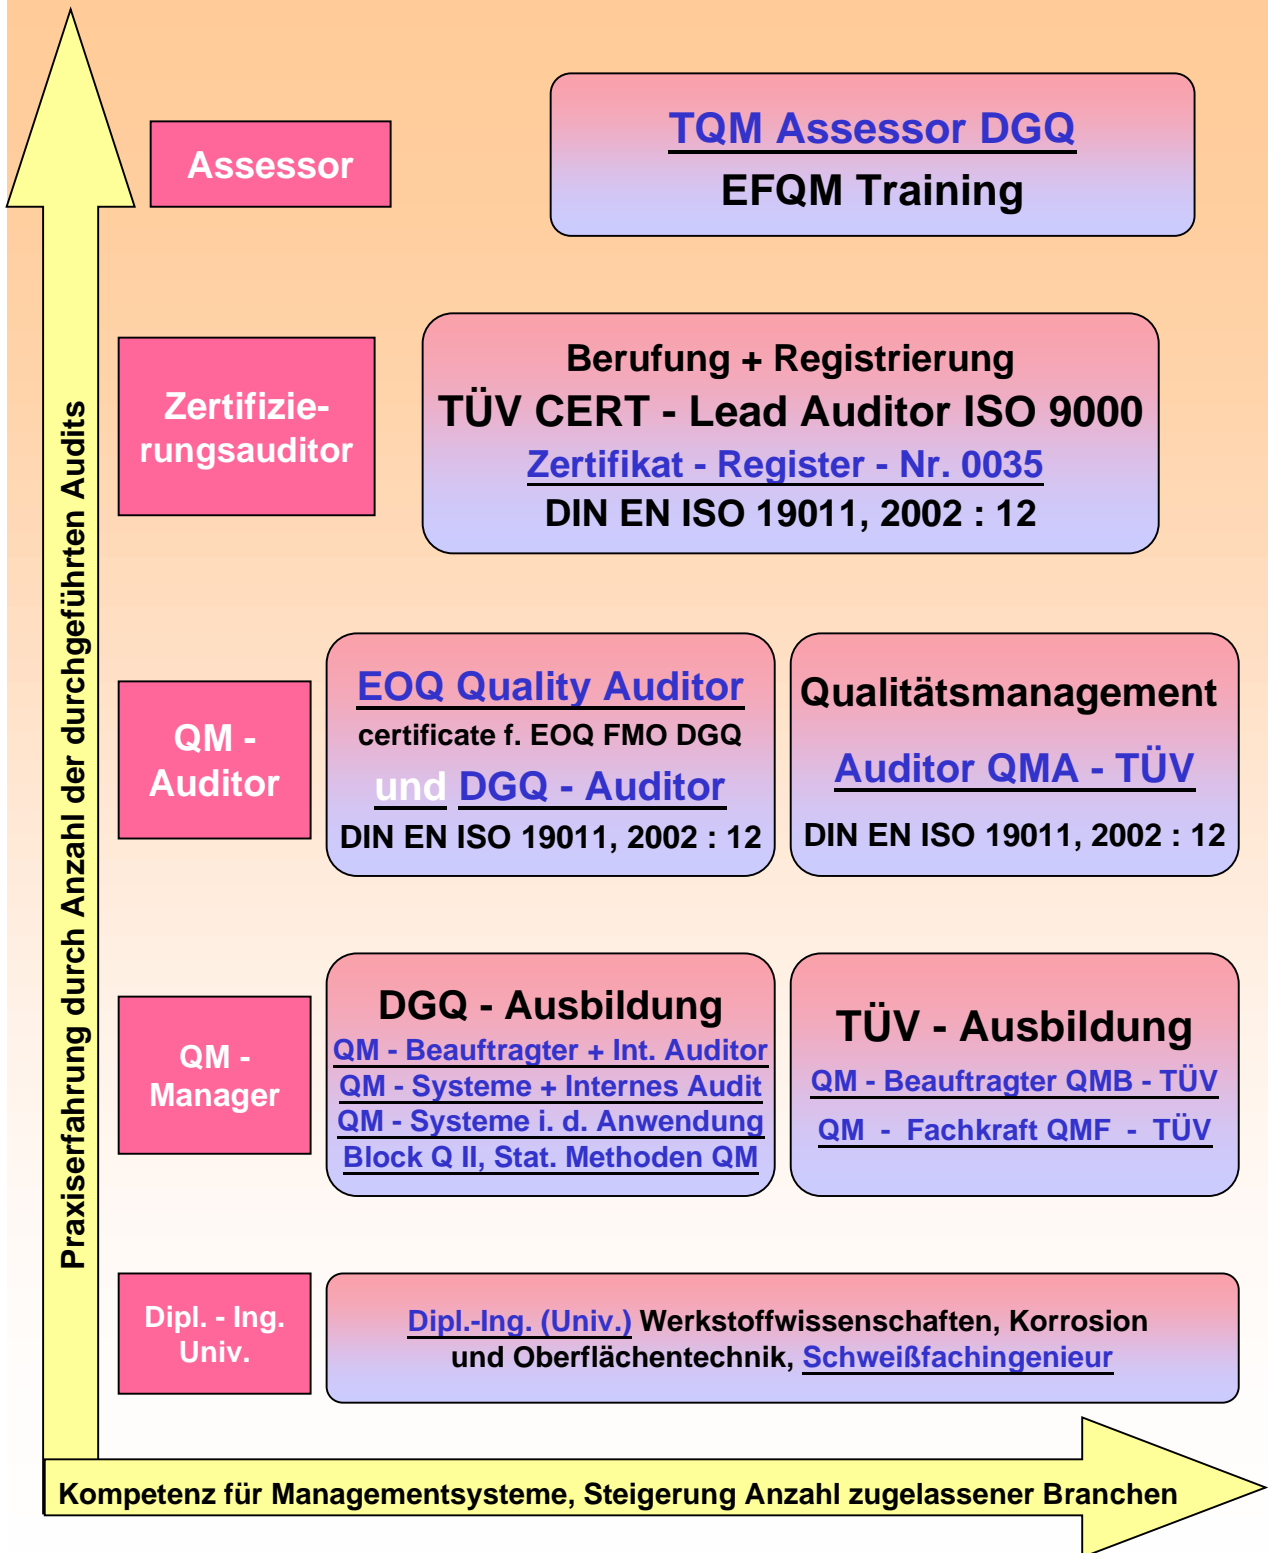 Assessor
TQM Assessor DGQ
EFQM Training
Zertifizie-
rungsauditor
Berufung + Registrierung
TÜV CERT - Lead Auditor ISO 9000
Zertifikat - Register - Nr. 0035
DIN EN ISO 19011, 2002 : 12
QM -
Auditor
EOQ Quality Auditor
certificate f. EOQ FMO DGQ
und DGQ - Auditor
DIN EN ISO 19011, 2002 : 12
Qualitätsmanagement
Auditor QMA - TÜV
DIN EN ISO 19011, 2002 : 12
QM -
Manager
DGQ - Ausbildung
QM - Beauftragter + Int. Auditor
QM - Systeme + Internes Audit
QM - Systeme i. d. Anwendung
Block Q II, Stat. Methoden QM
TÜV - Ausbildung
QM - Beauftragter QMB - TÜV
QM - Fachkraft QMF - TÜV
Dipl. - Ing.
Univ.
Dipl.-Ing. (Univ.) Werkstoffwissenschaften, Korrosion
und Oberflächentechnik, Schweißfachingenieur
Praxiserfahrung durch Anzahl der durchgeführten Audits
Kompetenz für Managementsysteme, Steigerung Anzahl zugelassener Branchen